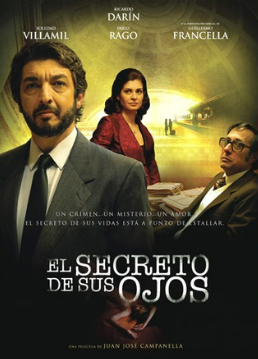 RICARDO
DARÍN
SOLEDAD
VILLAMIL
PABLO
RAGO
GUILLERMO
FRANCELLA
UN CRIMEN. UN MISTERIO. UN AMOR.
EL SECRETO DE SUS VIDAS ESTÁ A PUNTO DE ESTALLAR.
EL SECRETO
DE SUS OJOS
UNA PELÍCULA DE JUAN JOSÉ CAMPANELLA